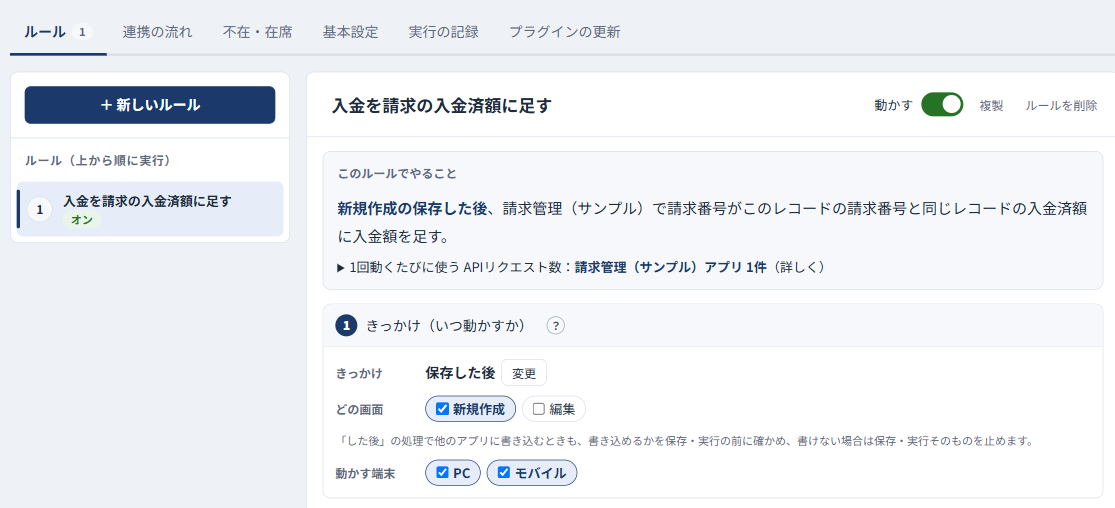 ルール 1 連携の流れ 不在・在席 基本設定 実行の記録 プラグインの更新
＋新しいルール
ルール（上から順に実行）
1 入金を請求の入金済額に足す
オン
入金を請求の入金済額に足す 動かす 複製 ルールを削除
このルールでやること
新規作成の保存した後、請求管理（サンプル）で請求番号がこのレコードの請求番号と同じレコードの入金済額
に入金額を足す。
▶ 1回動くたびに使う APIリクエスト数：請求管理（サンプル）アプリ 1件（詳しく）
1 きっかけ（いつ動かすか） ?
きっかけ 保存した後 変更
どの画面 新規作成 編集
「した後」の処理で他のアプリに書き込むときも、書き込めるかを保存・実行の前に確かめ、書けない場合は保存・実行そのものを止めます。
動かす端末 PC モバイル